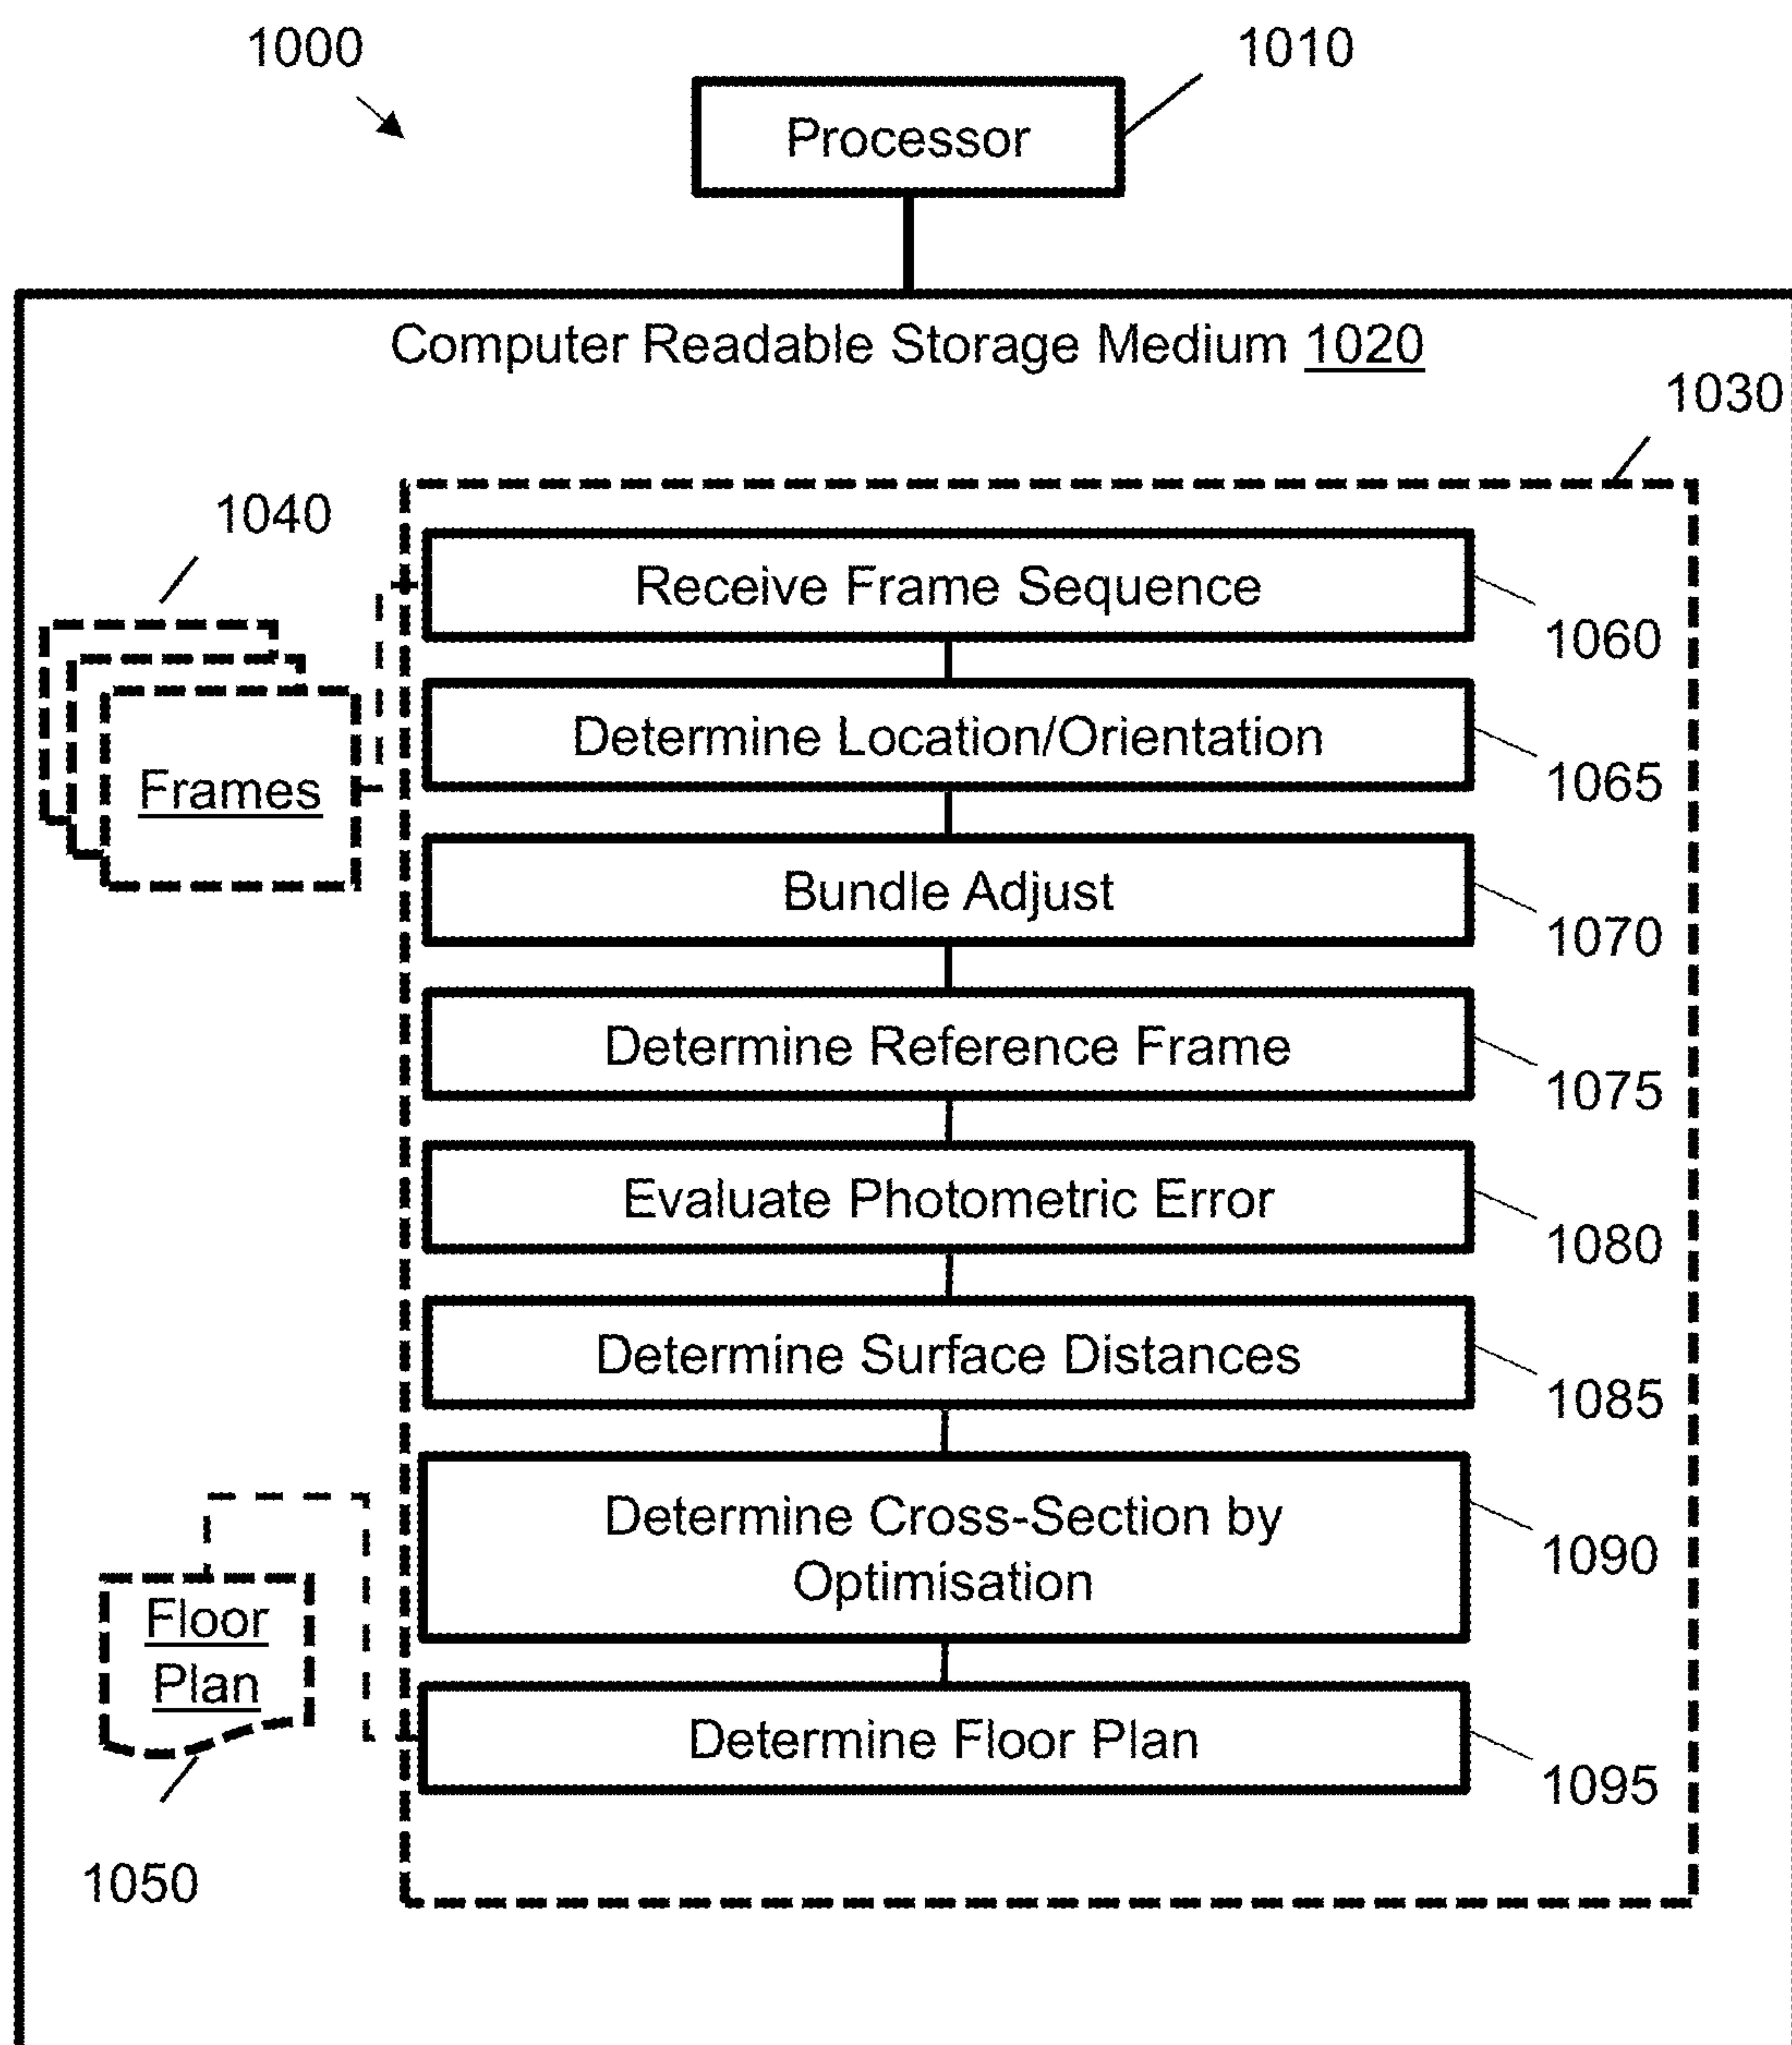 1000
1010
Processor
Computer Readable Storage Medium 1020
1030
1040
Receive Frame Sequence
1060
Determine Location/Orientation
1065
Frames
Bundle Adjust
1070
Determine Reference Frame
1075
Evaluate Photometric Error
1080
Determine Surface Distances
1085
Determine Cross-Section by
Optimisation
1090
Floor
Plan
Determine Floor Plan
1095
1050